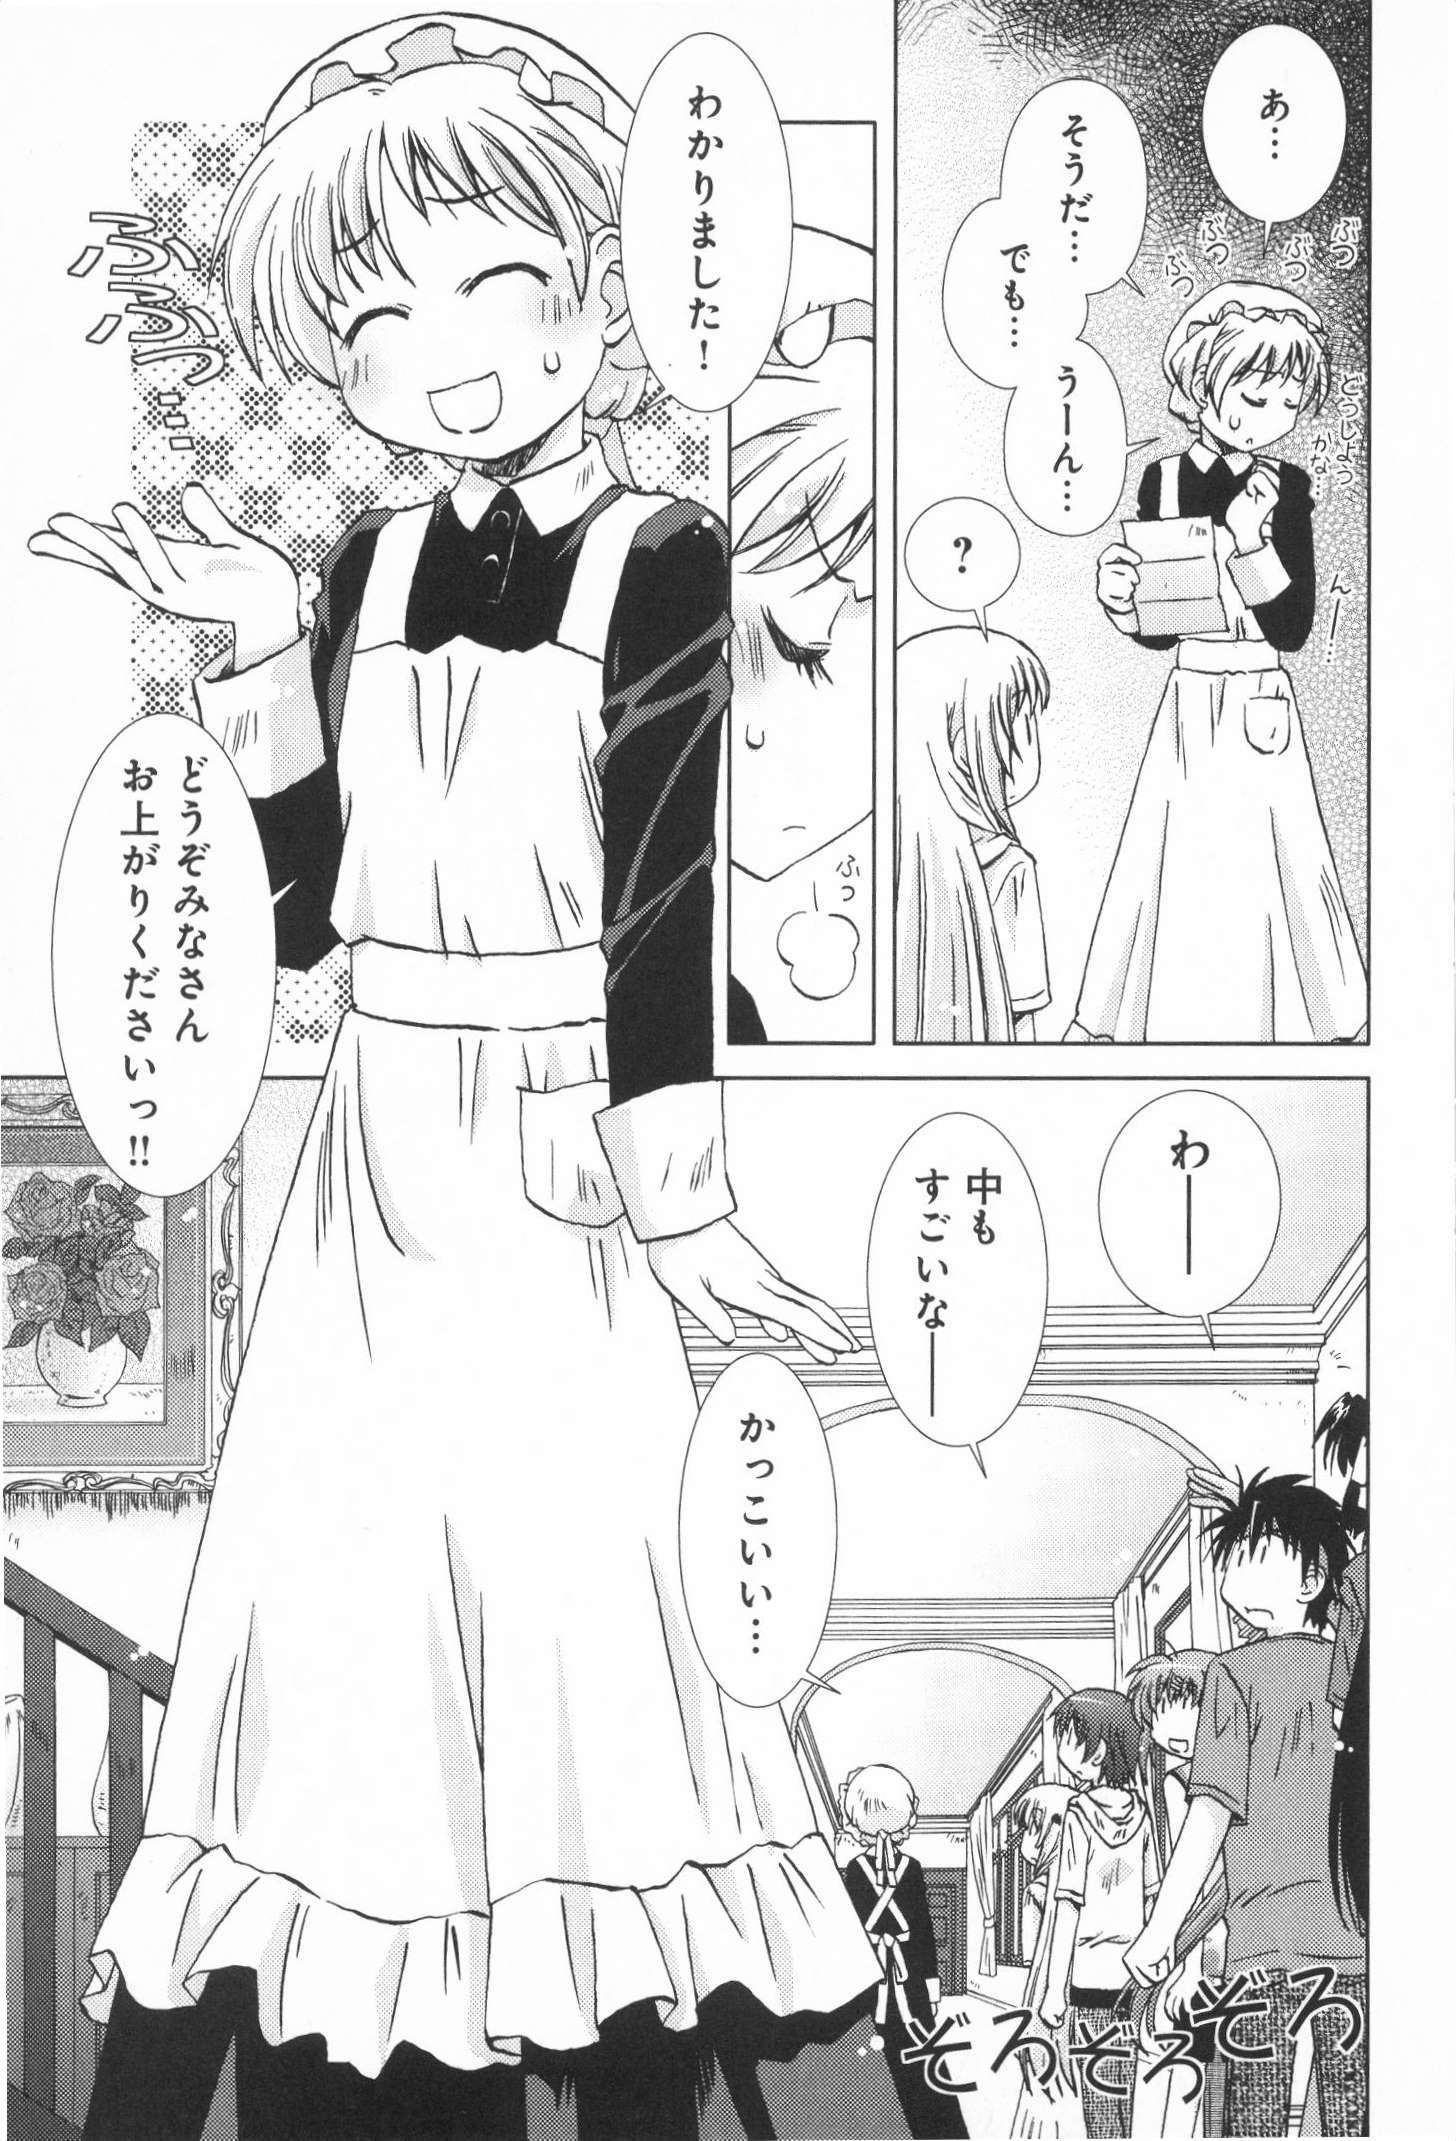 あ…
そうだ…
でも…
うーん…
ぶつ
ぶつ
ぶつ
ぶつ
どうしよう
かな…
んー…
?
ふっ
わかりました！
ふふっ…
どうぞみなさん
お上がりくださいっ!!
わー
中も
すごいなー
かっこいい…
ぞろ
ぞろ
ぞろ